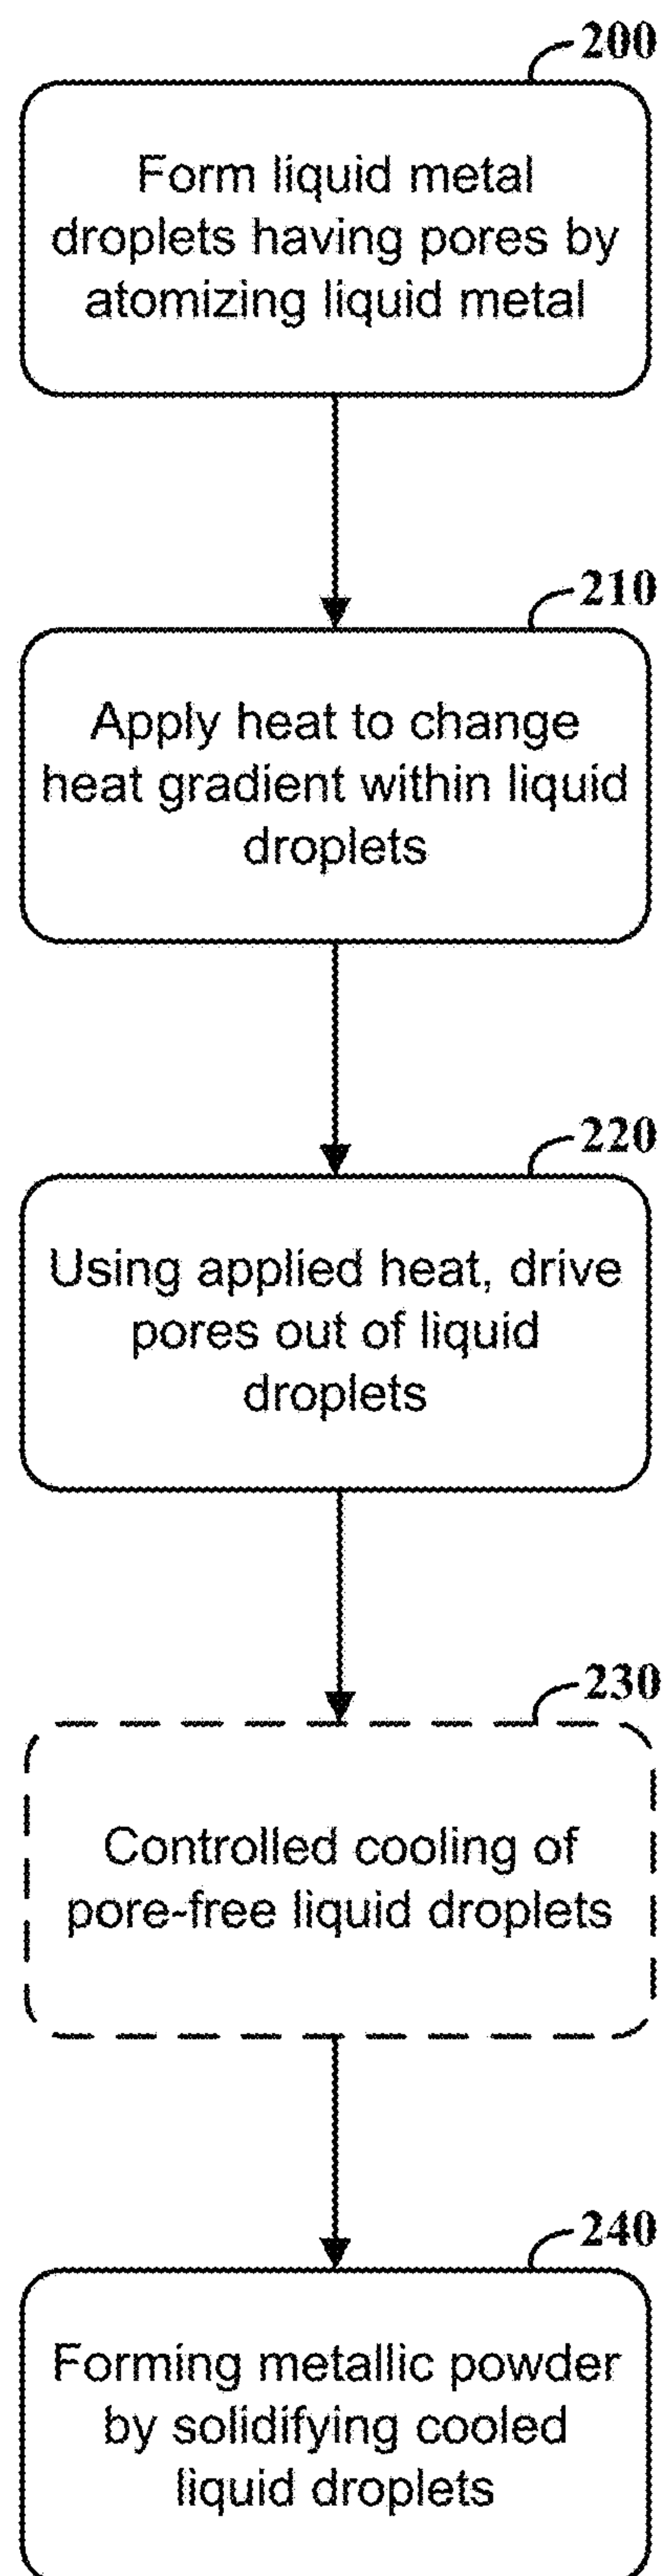 200
Form liquid metal
droplets having pores by
atomizing liquid metal
210
Apply heat to change
heat gradient within liquid
droplets
220
Using applied heat, drive
pores out of liquid
droplets
230
Controlled cooling of
pore-free liquid droplets
240
Forming metallic powder
by solidifying cooled
liquid droplets